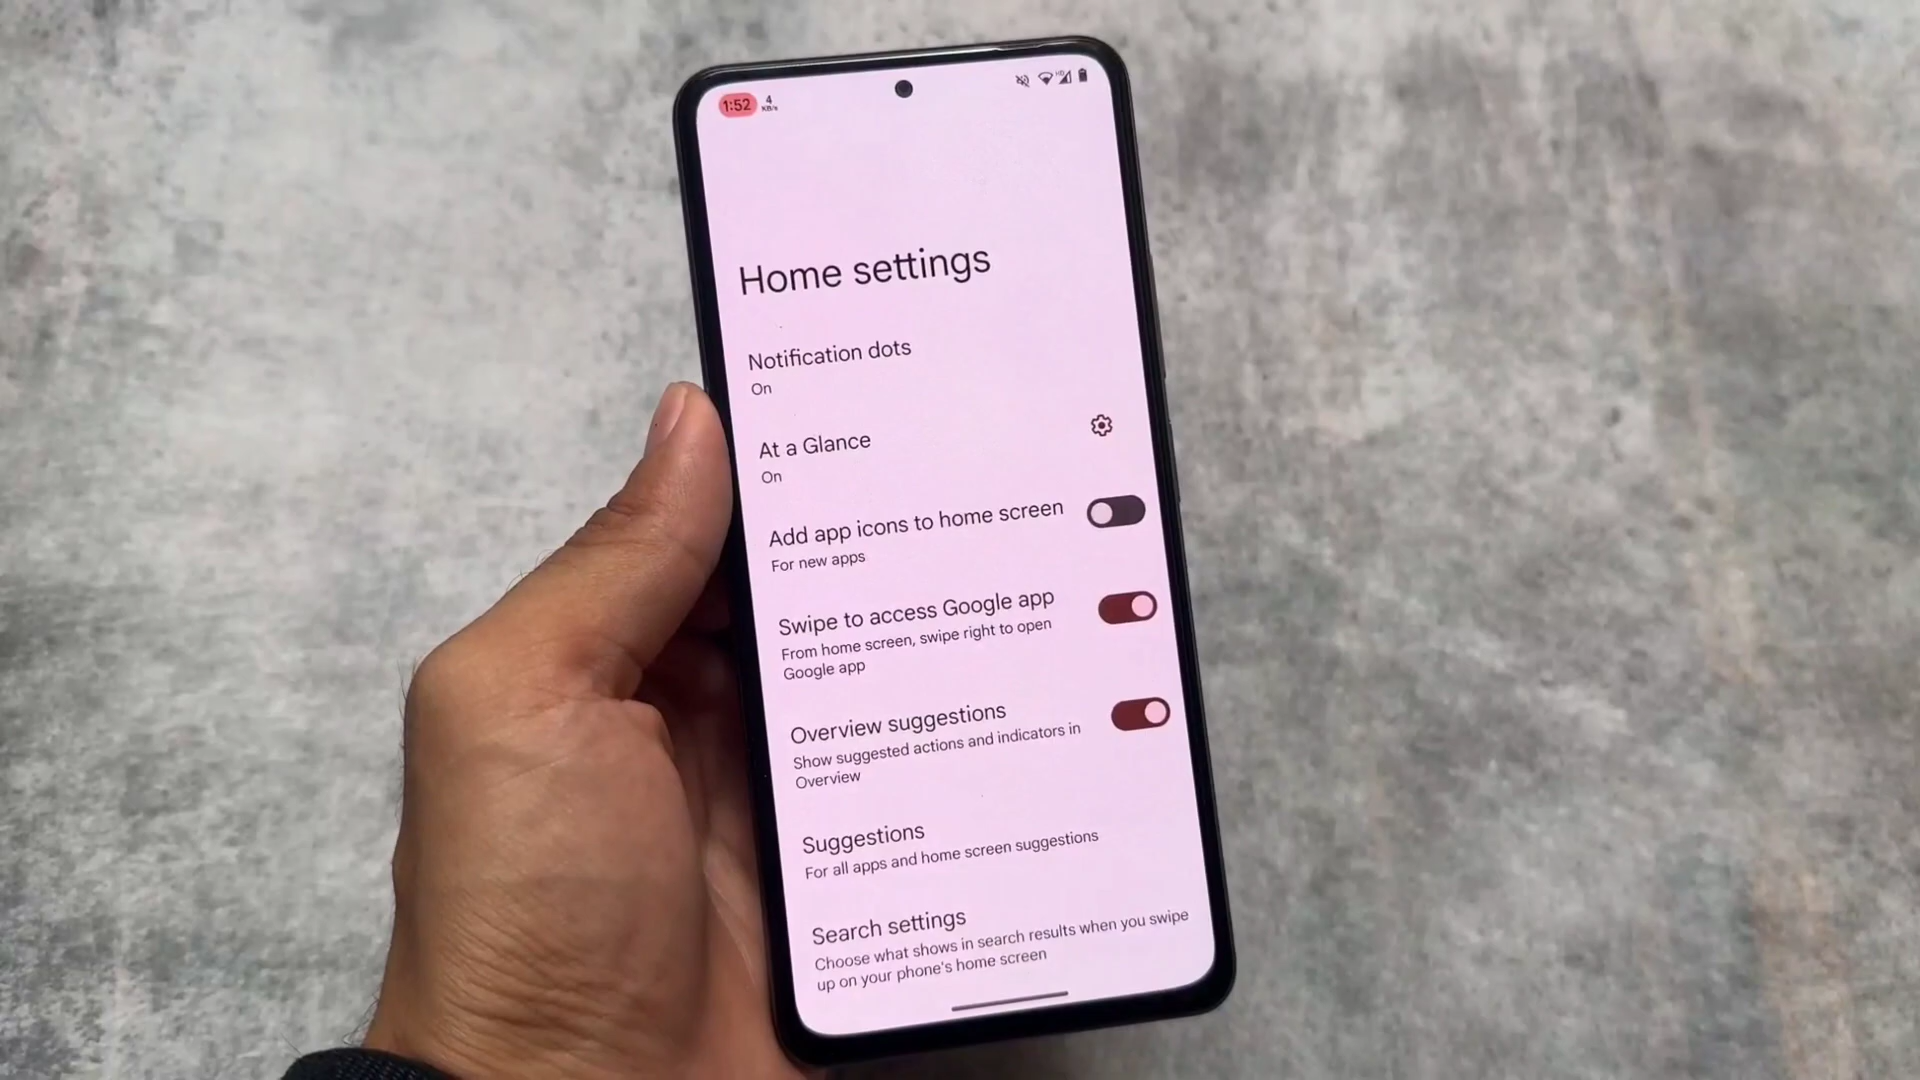 1:52 4 KB/s HD
Home settings
Notification dots
On
At a Glance
On
Add app icons to home screen
For new apps
Swipe to access Google app
From home screen, swipe right to open
Google app
Overview suggestions
Show suggested actions and indicators in
Overview
Suggestions
For all apps and home screen suggestions
Search settings
Choose what shows in search results when you swipe
up on your phone's home screen